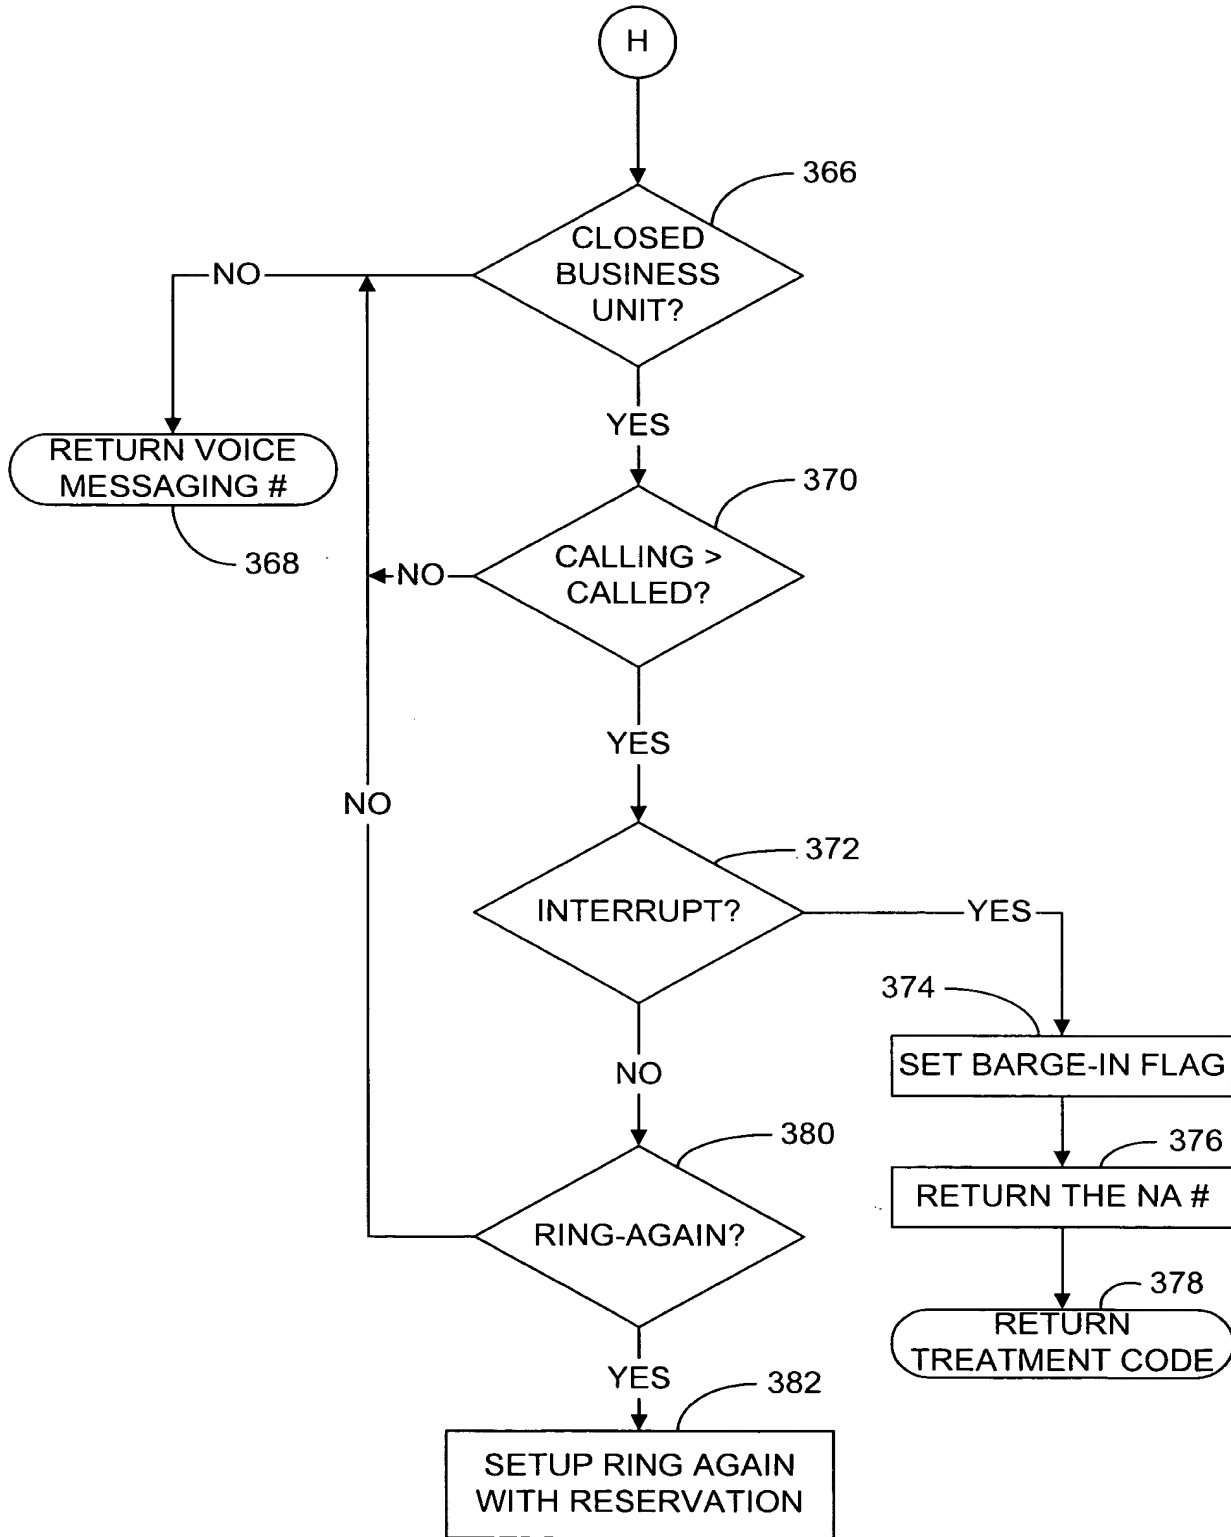 H
366
CLOSED
BUSINESS
UNIT?
NO
YES
RETURN VOICE
MESSAGING #
368
370
CALLING >
CALLED?
NO
YES
NO
372
INTERRUPT?
YES
374
SET BARGE-IN FLAG
NO
376
RETURN THE NA #
380
RING-AGAIN?
378
RETURN
TREATMENT CODE
YES
382
SETUP RING AGAIN
WITH RESERVATION